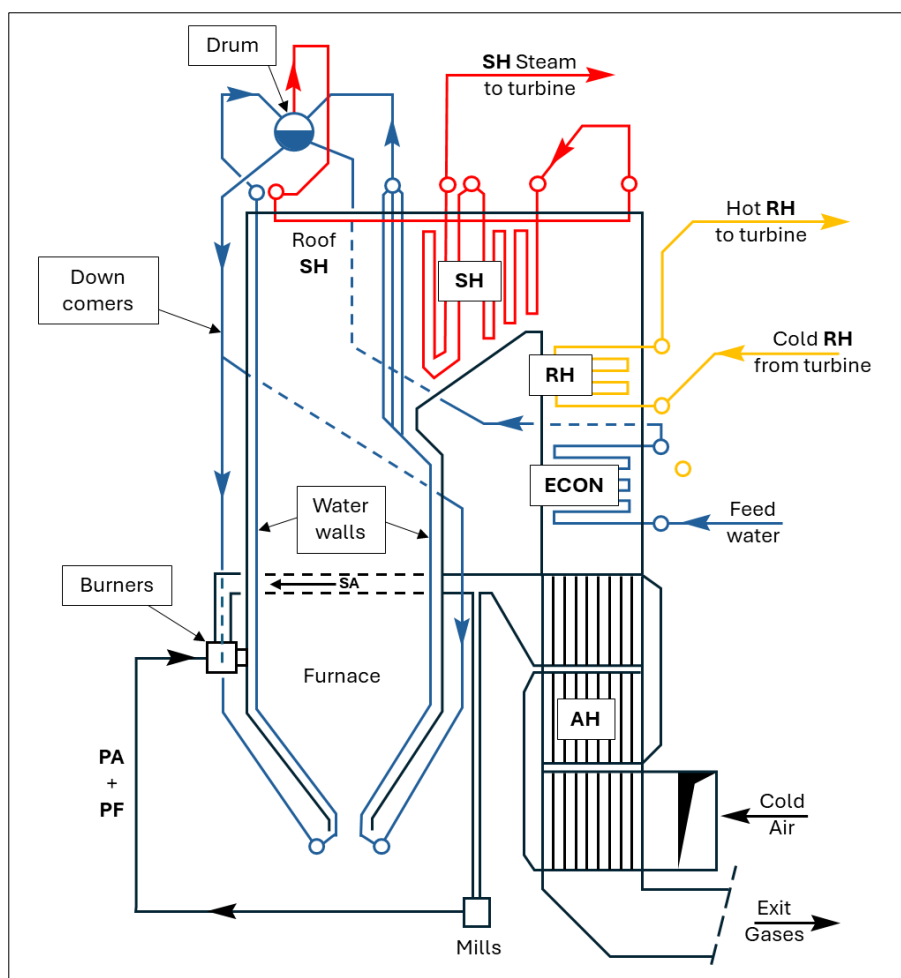 Drum
SH Steam
to turbine
Hot RH
to turbine
Roof
SH
SH
Down
comers
Cold RH
from turbine
RH
ECON
Water
walls
Feed
water
Burners
SA
Furnace
AH
PA
+
PF
Cold
Air
Exit
Gases
Mills